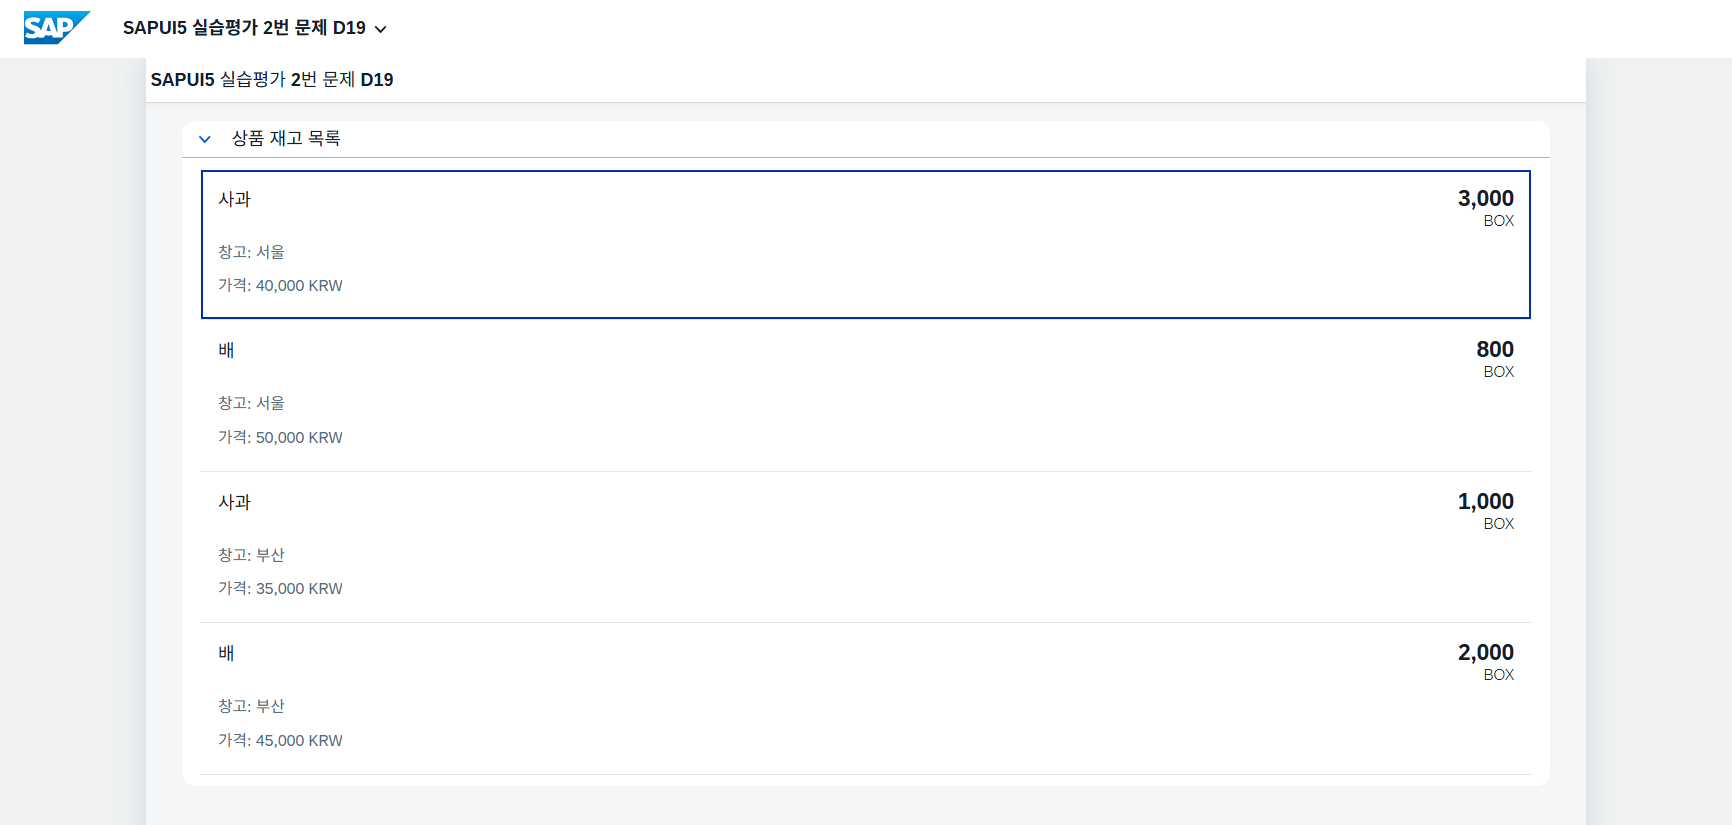 SAP
SAPUI5 실습평가 2번 문제 D19
SAPUI5 실습평가 2번 문제 D19
상품 재고 목록
사과
3,000
BOX
창고: 서울
가격: 40,000 KRW
배
800
BOX
창고: 서울
가격: 50,000 KRW
사과
1,000
BOX
창고: 부산
가격: 35,000 KRW
배
2,000
BOX
창고: 부산
가격: 45,000 KRW